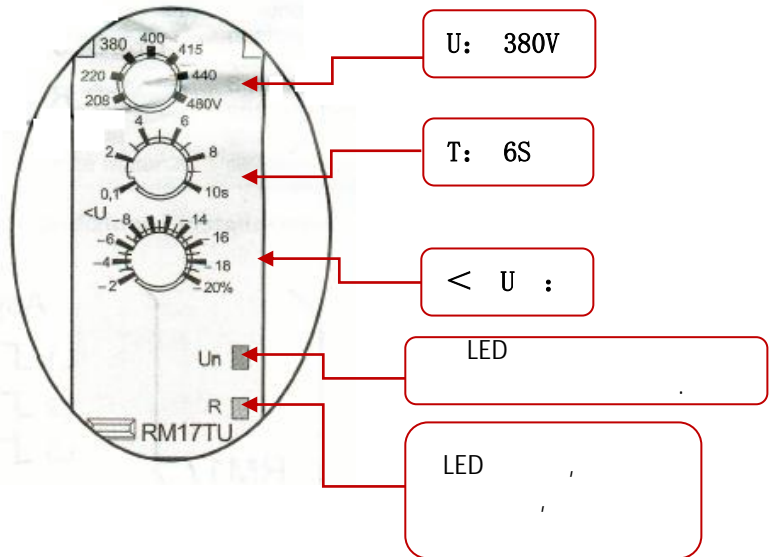 380
400
415
220
440
208
480V
U： 380V
4
6
2
8
0,1
10s
T： 6S
<U
-8
-14
-6
-16
-4
-18
-2
-20%
＜ U ：
Un
LED
.
R
LED ,
,
RM17TU